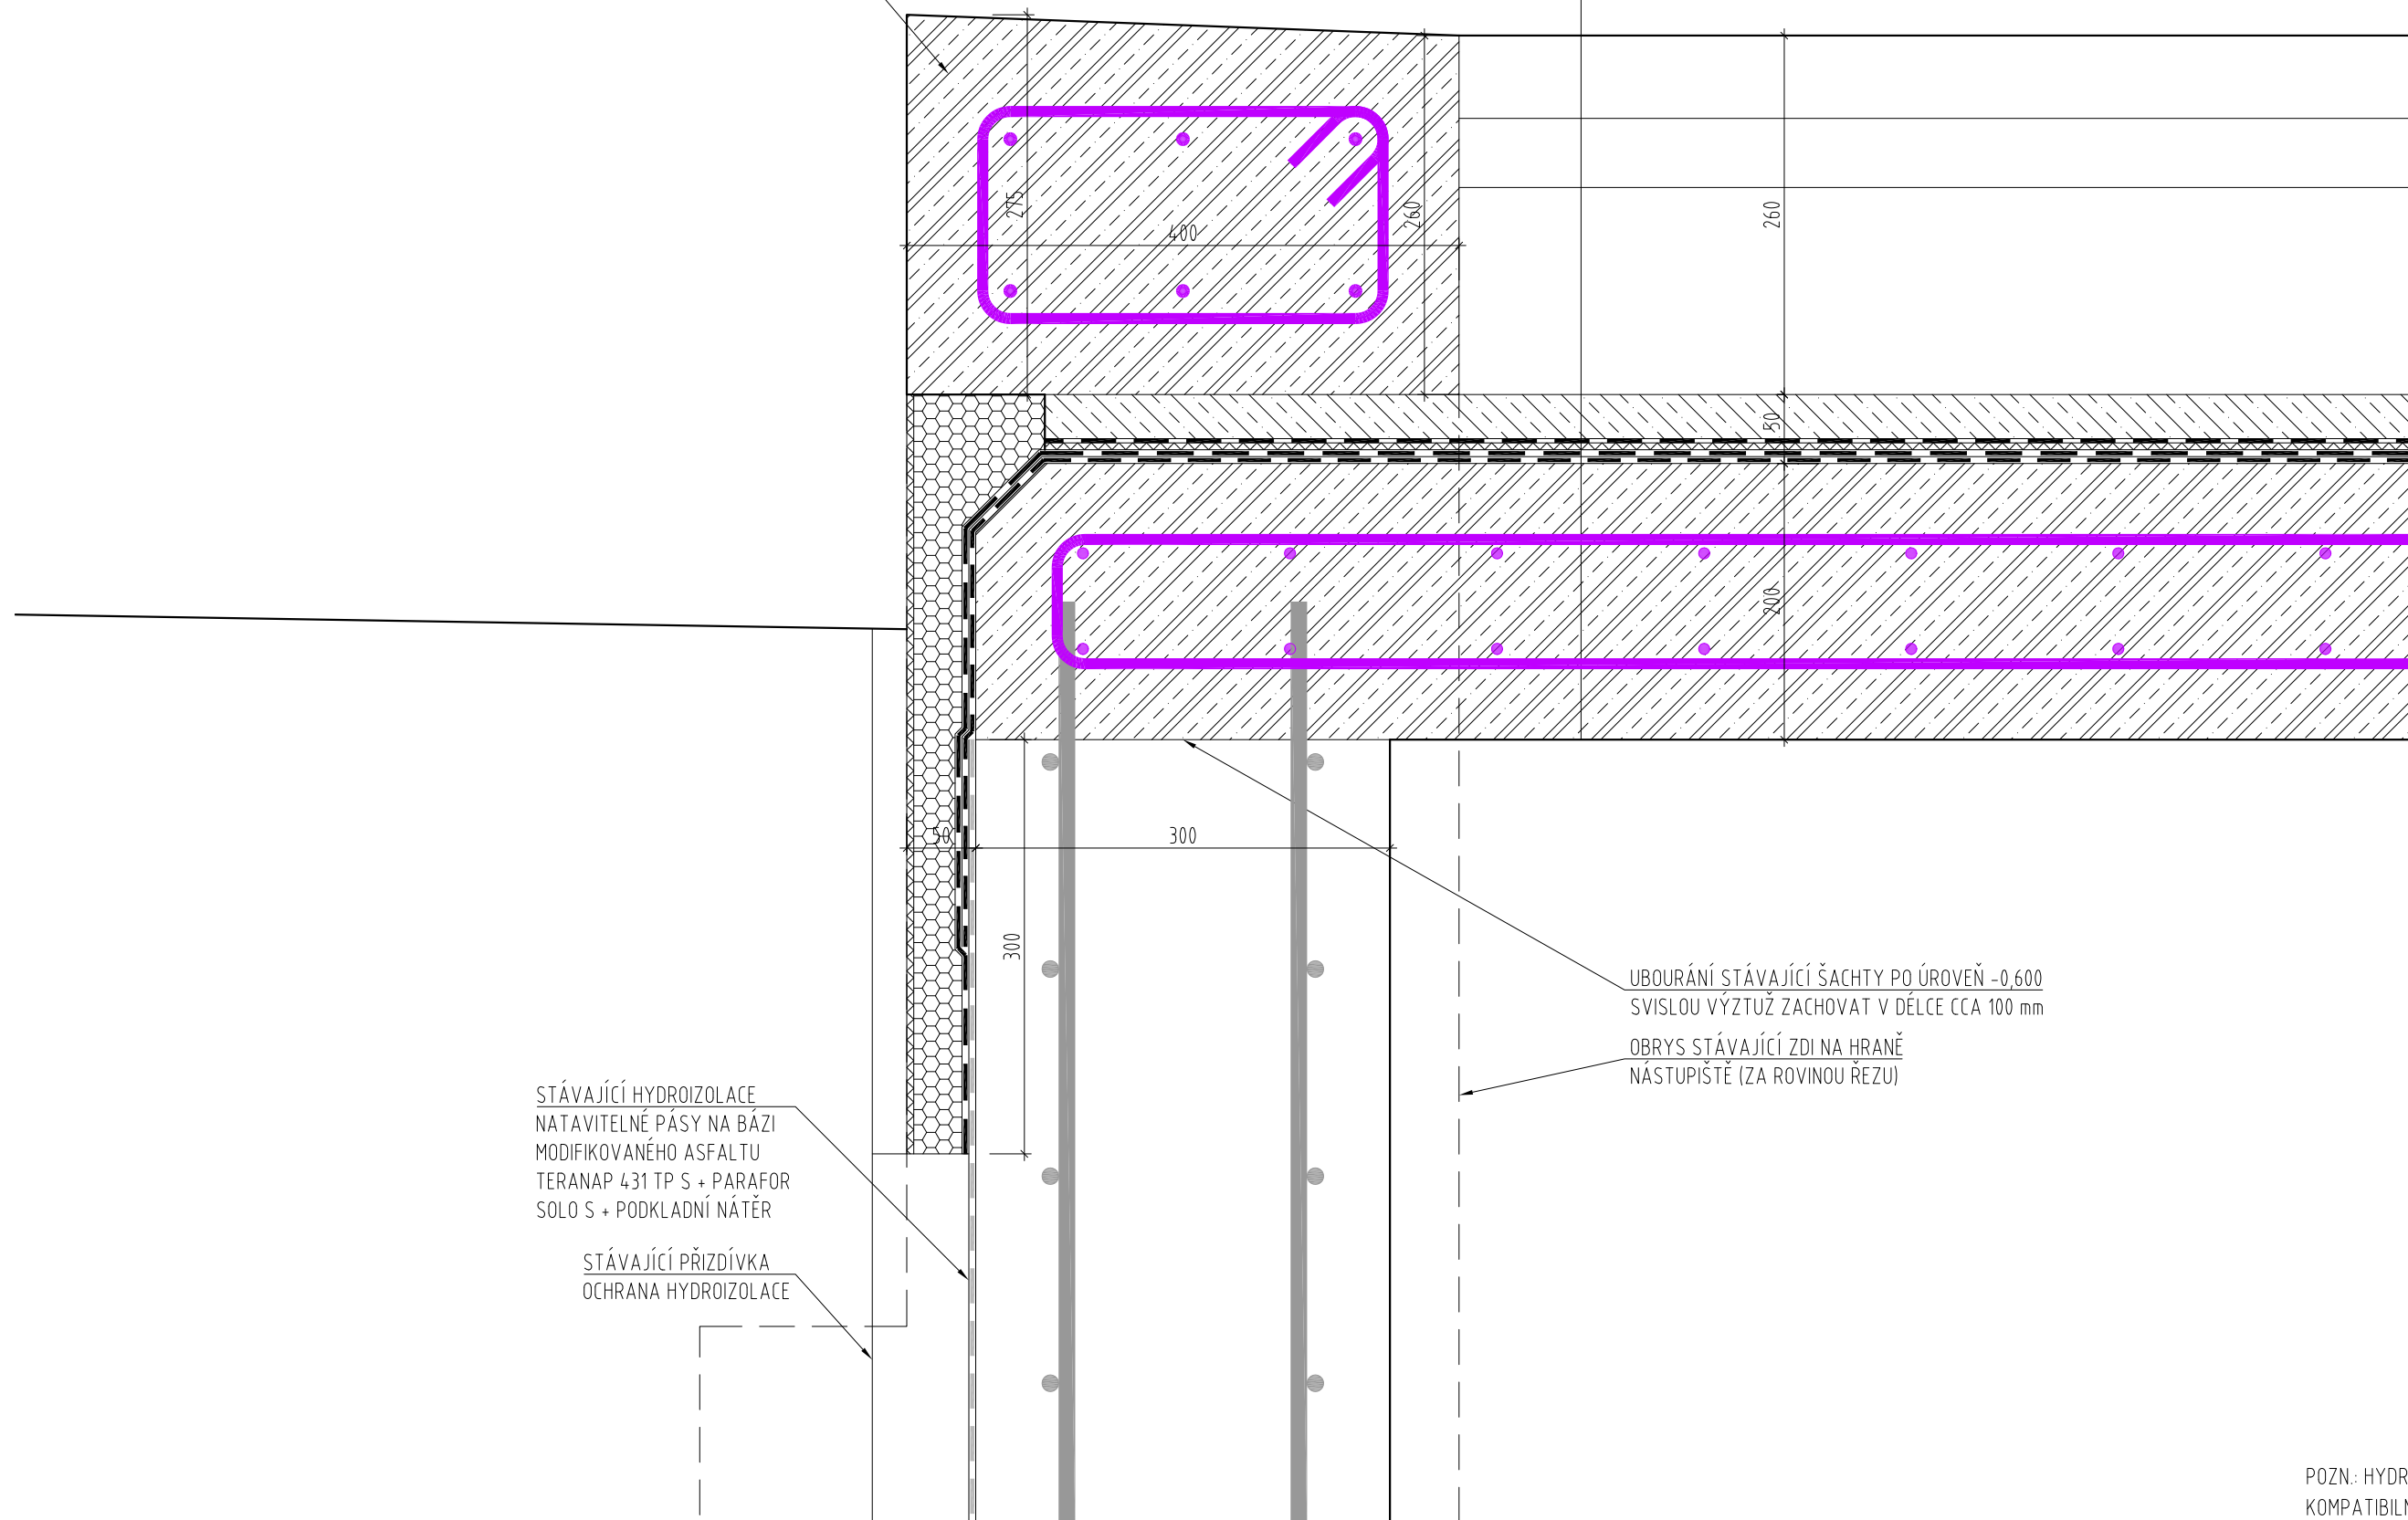 275
400
260
260
50
200
50
300
300
UBOURÁNÍ STÁVAJÍCÍ ŠACHTY PO ÚROVEŇ -0,600
SVISLOU VÝZTUŽ ZACHOVAT V DÉLCE CCA 100 mm
OBRYS STÁVAJÍCÍ ZDI NA HRANĚ
NÁSTUPIŠTĚ (ZA ROVINOU ŘEZU)
STÁVAJÍCÍ HYDROIZOLACE
NATAVITELNÉ PÁSY NA BÁZI
MODIFIKOVANÉHO ASFALTU
TERANAP 431 TP S + PARAFOR
SOLO S + PODKLADNÍ NÁTĚR
STÁVAJÍCÍ PŘIZDÍVKA
OCHRANA HYDROIZOLACE
POZN.: HYDR
KOMPATIBILN